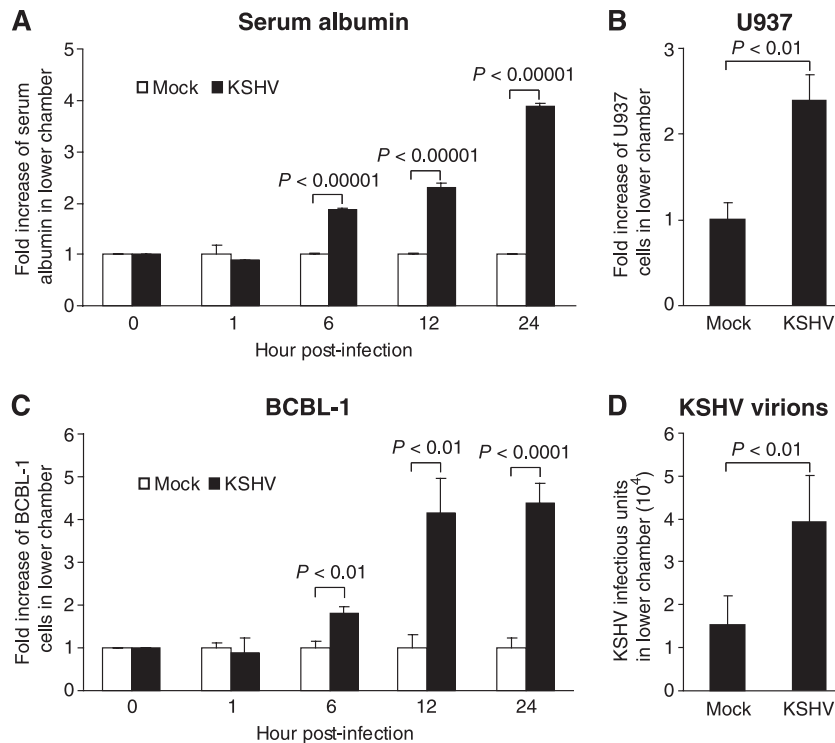 A
Serum albumin
Fold increase of serum
albumin in lower chamber
5
4
3
2
1
0
Mock KSHV
P < 0.00001
P < 0.00001
P < 0.00001
0 1 6 12 24
Hour post-infection
B
U937
Fold increase of U937
cells in lower chamber
3
2
1
0
P < 0.01
Mock KSHV
C
BCBL-1
Fold increase of BCBL-1
cells in lower chamber
6
5
4
2
1
0
Mock KSHV
P < 0.01
P < 0.01
P < 0.0001
0 1 6 12 24
Hour post-infection
D
KSHV virions
KSHV infectious units
in lower chamber (10⁴)
6
5
4
2
1
0
P < 0.01
Mock KSHV